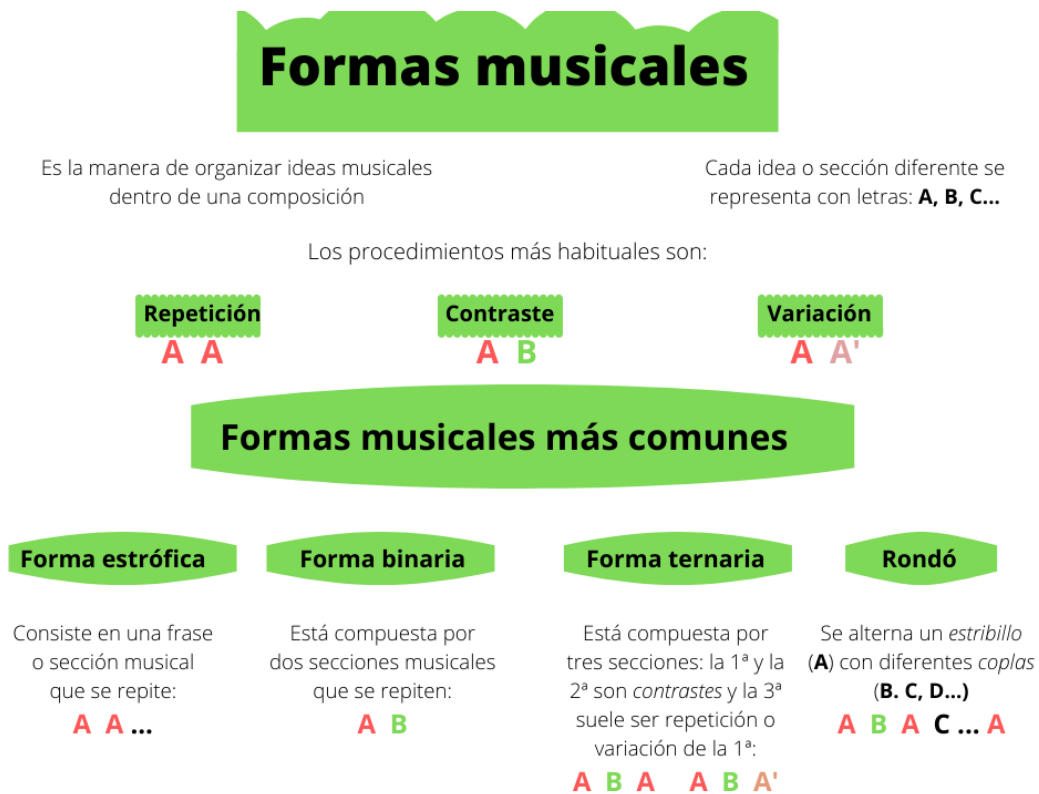 Formas musicales
Es la manera de organizar ideas musicales
dentro de una composición
Cada idea o sección diferente se
representa con letras: A, B, C...
Los procedimientos más habituales son:
Repetición
A A
Contraste
A B
Variación
A A'
Formas musicales más comunes
Forma estrófica
Consiste en una frase
o sección musical
que se repite:
A A ...
Forma binaria
Está compuesta por
dos secciones musicales
que se repiten:
A B
Forma ternaria
Está compuesta por
tres secciones: la 1ª y la
2ª son contrastes y la 3ª
suele ser repetición o
variación de la 1ª:
A B A A B A'
Rondó
Se alterna un estribillo
(A) con diferentes coplas
(B. C, D...)
A B A C ... A